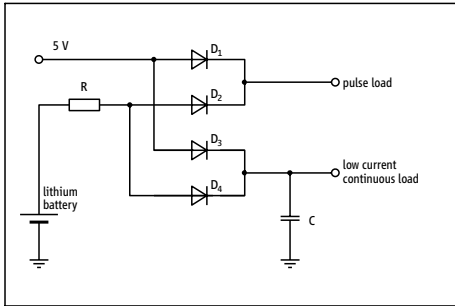 5 V
D1
R
pulse load
D2
D3
low current
continuous load
lithium
battery
D4
C